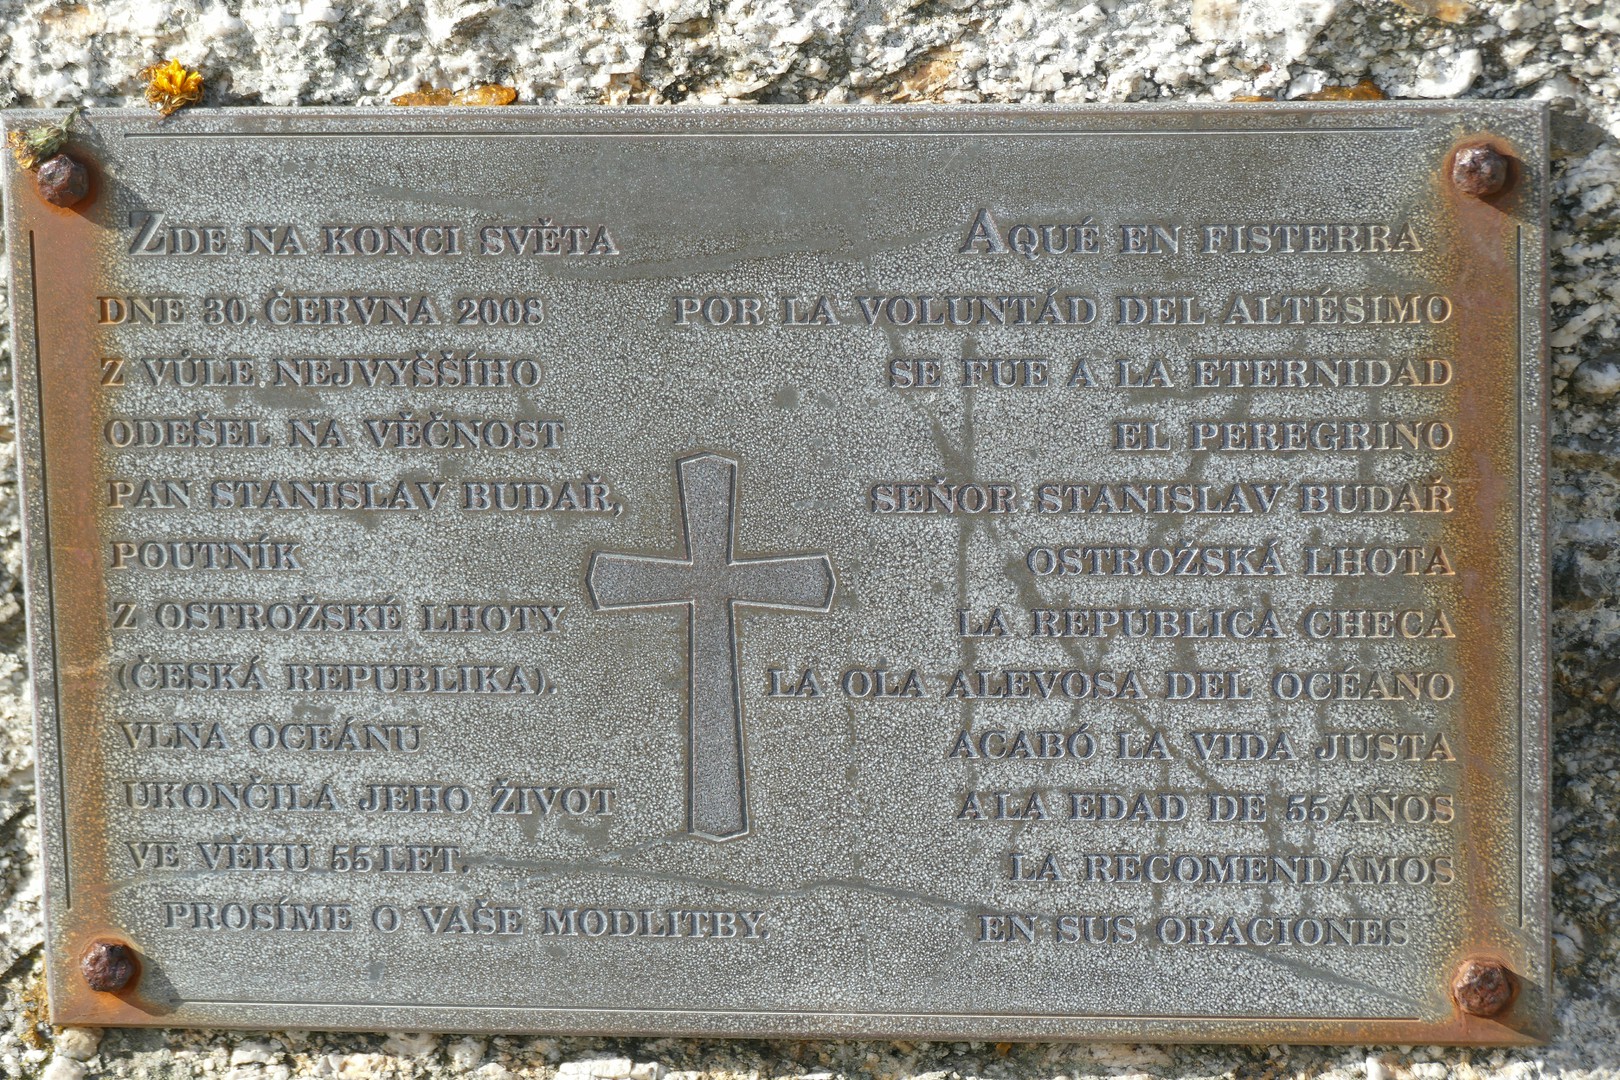 Zde na konci světa
dne 30. června 2008
z vůle nejvyššího
odešel na věčnost
pan Stanislav Budař,
poutník
z Ostrožské Lhoty
(Česká republika).
Vlna oceánu
ukončila jeho život
ve věku 55 let.
Prosíme o vaše modlitby.
Aqué en Fisterra
por la voluntád del Altésimo
se fue a la eternidad
el peregrino
Señor Stanislav Budař
Ostrožská Lhota
la Republica Checa
La ola alevosa del océano
acabó la vida justa
a la edad de 55 años
La recomendámos
en sus oraciones